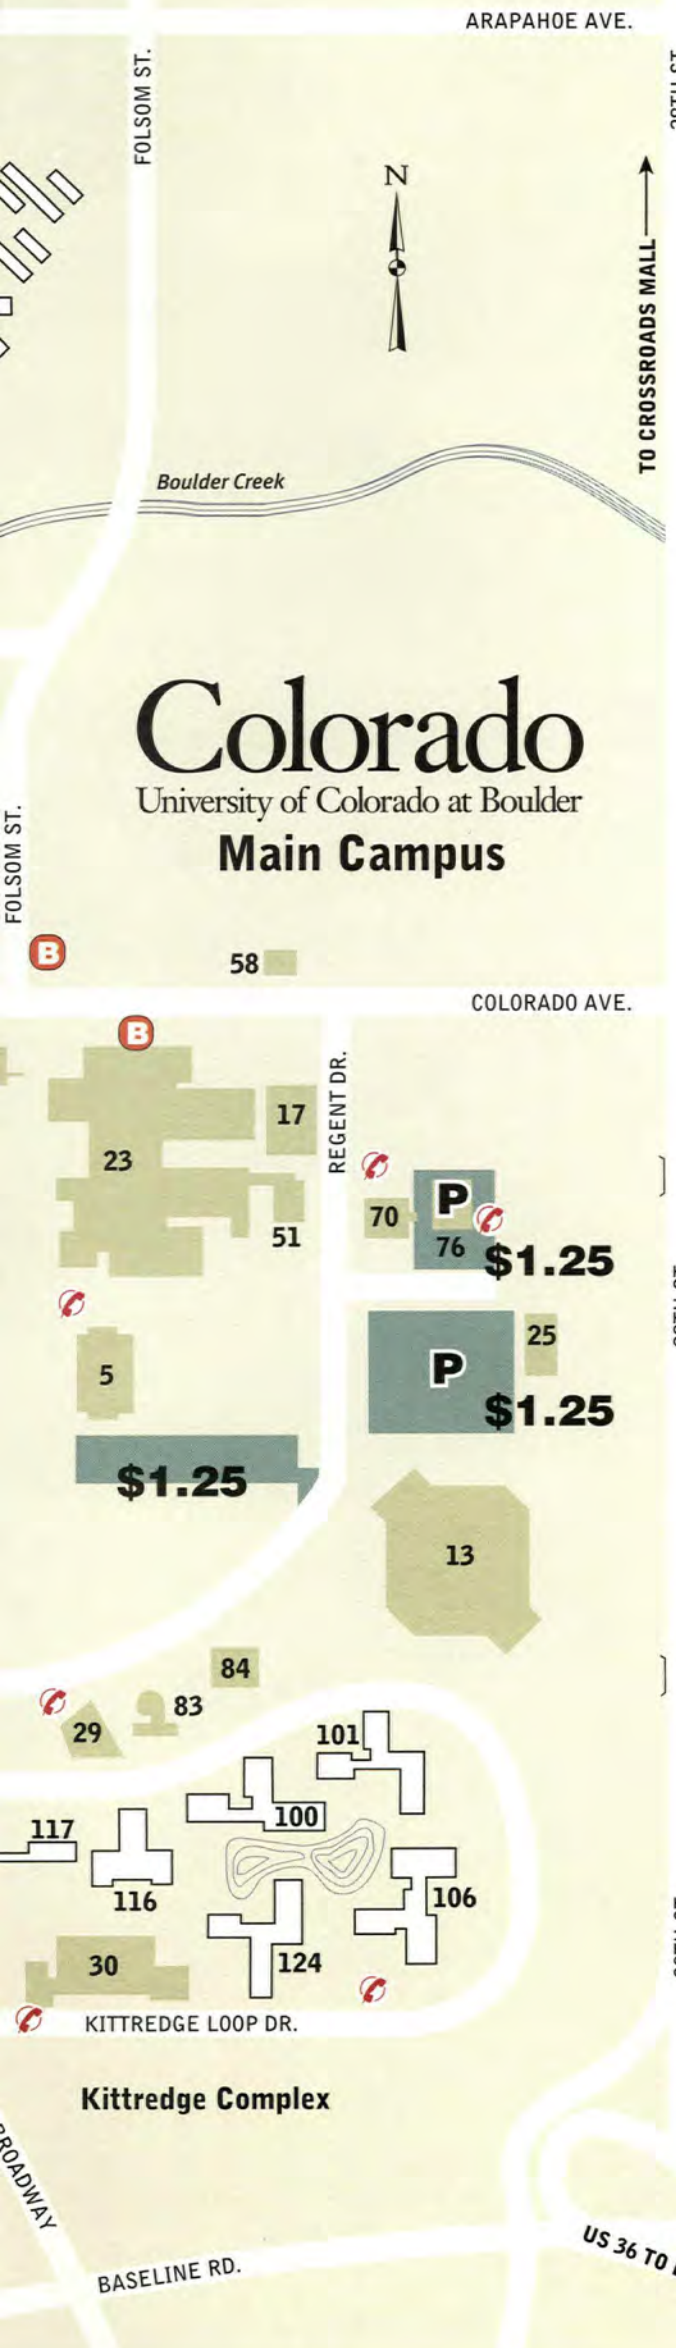 ARAPAHOE AVE.
FOLSOM ST.
N
TO CROSSROADS MALL
Boulder Creek
Colorado
University of Colorado at Boulder
Main Campus
FOLSOM ST.
B
58
COLORADO AVE.
B
REGENT DR.
17
23
P
70
51
76
$1.25
25
5
P
$1.25
$1.25
13
84
83
29
101
100
117
116
106
30
124
KITTREDGE LOOP DR.
Kittredge Complex
BROADWAY
US 36 TO
BASELINE RD.